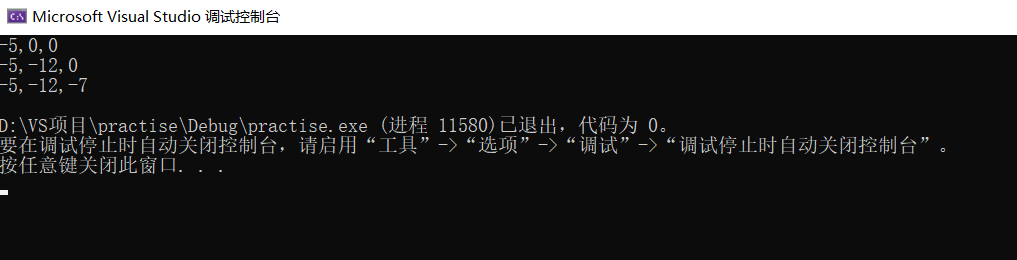 Microsoft Visual Studio 调试控制台
-5,0,0
-5,-12,0
-5,-12,-7
D:\VS项目\practise\Debug\practise.exe (进程 11580)已退出，代码为 0。
要在调试停止时自动关闭控制台，请启用“工具”->“选项”->“调试”->“调试停止时自动关闭控制台”。
按任意键关闭此窗口. . .